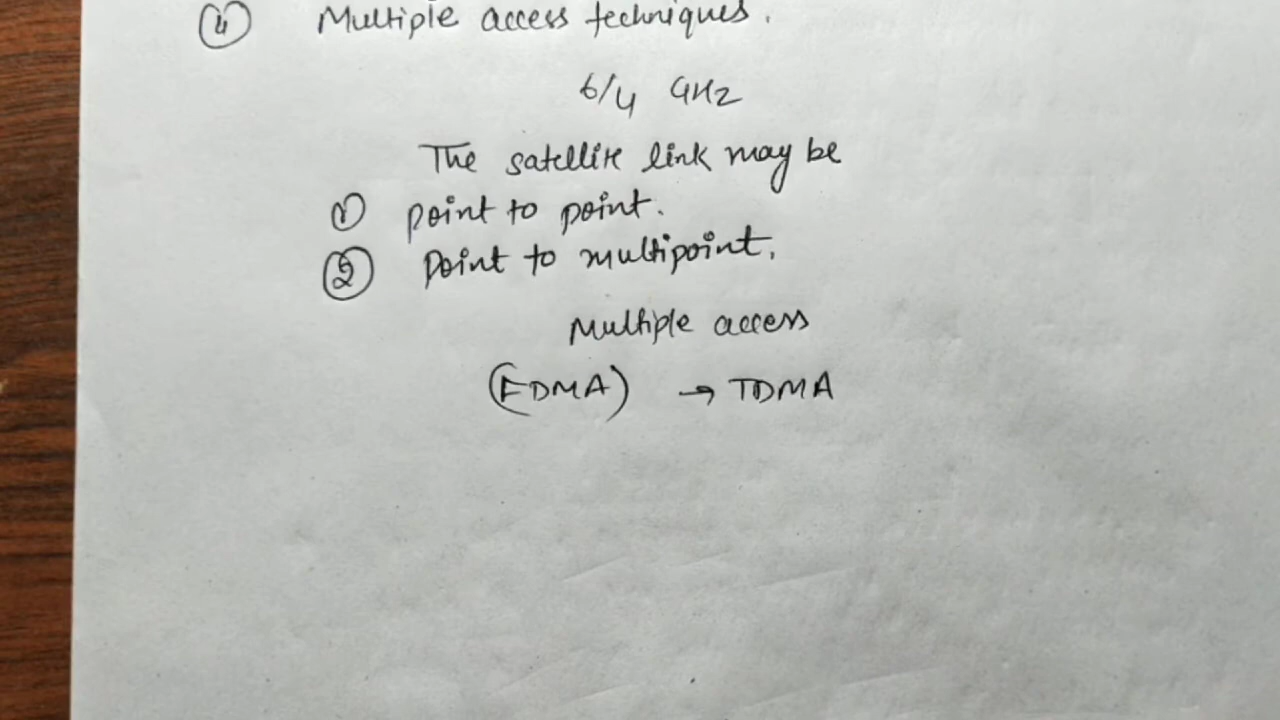 ④ Multiple access techniques.
6/4 GHz
The satellite link may be
① point to point.
② Point to multipoint.
Multiple access
(FDMA) → TDMA